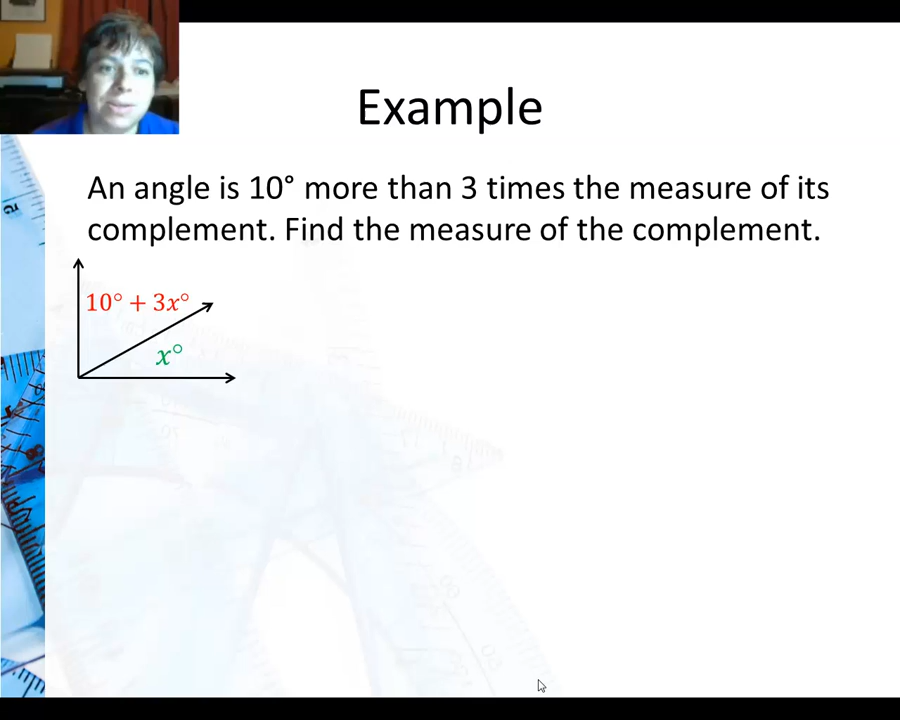 Example
An angle is 10° more than 3 times the measure of its
complement. Find the measure of the complement.
10° + 3x°
x°